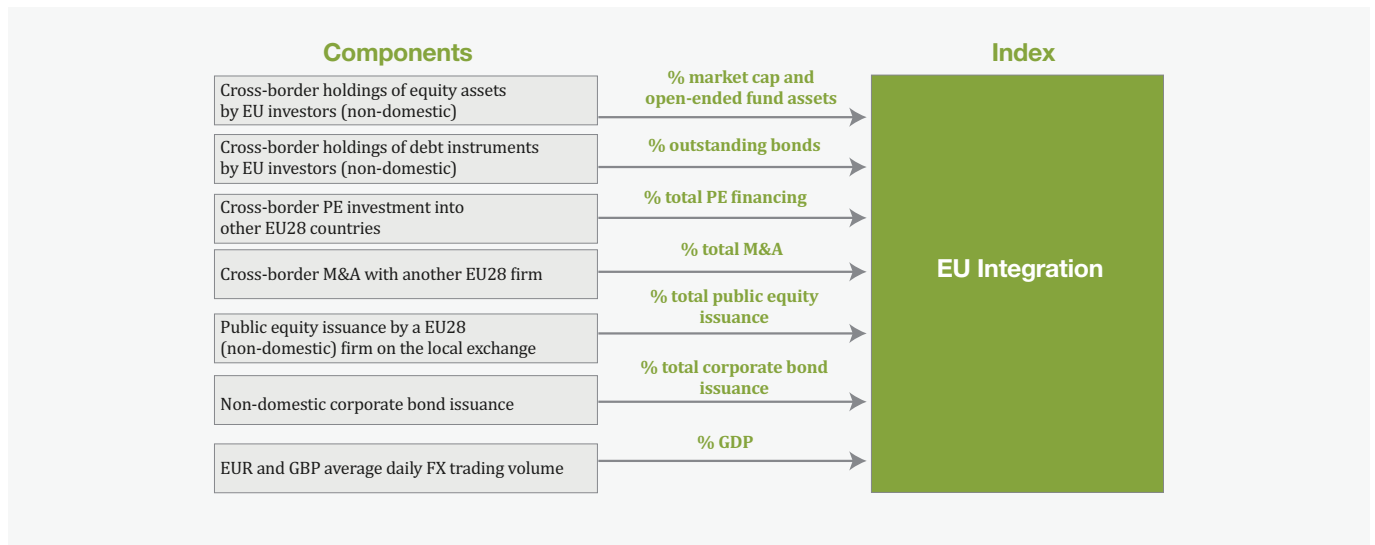 Components
Index
Cross-border holdings of equity assets
by EU investors (non-domestic)
% market cap and
open-ended fund assets
Cross-border holdings of debt instruments
by EU investors (non-domestic)
% outstanding bonds
Cross-border PE investment into
other EU28 countries
% total PE financing
Cross-border M&A with another EU28 firm
% total M&A
Public equity issuance by a EU28
(non-domestic) firm on the local exchange
% total public equity
issuance
Non-domestic corporate bond issuance
% total corporate bond
issuance
EUR and GBP average daily FX trading volume
% GDP
EU Integration